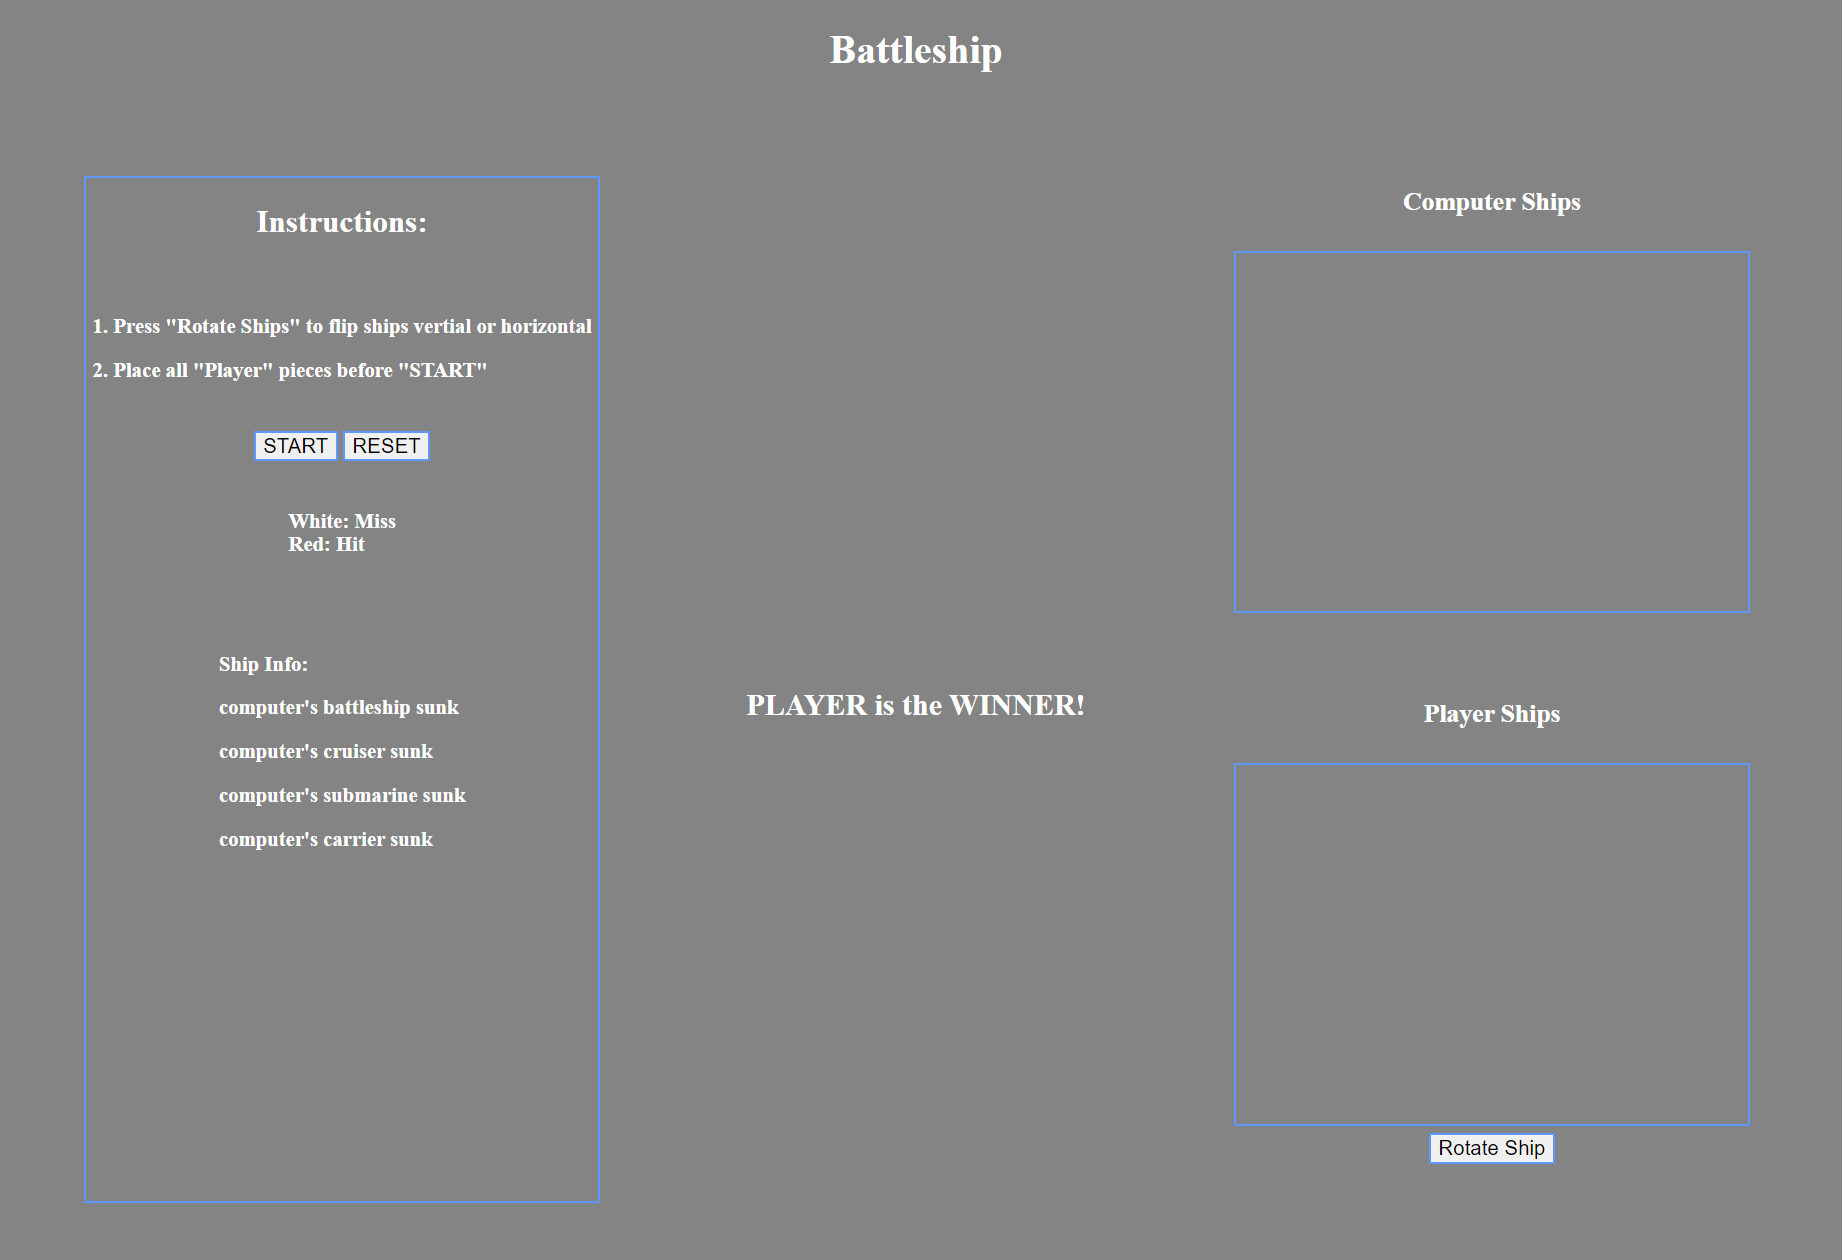 Battleship
Instructions:
1. Press "Rotate Ships" to flip ships vertial or horizontal
2. Place all "Player" pieces before "START"
START RESET
White: Miss
Red: Hit
Ship Info:
computer's battleship sunk
computer's cruiser sunk
computer's submarine sunk
computer's carrier sunk
PLAYER is the WINNER!
Computer Ships
Player Ships
Rotate Ship